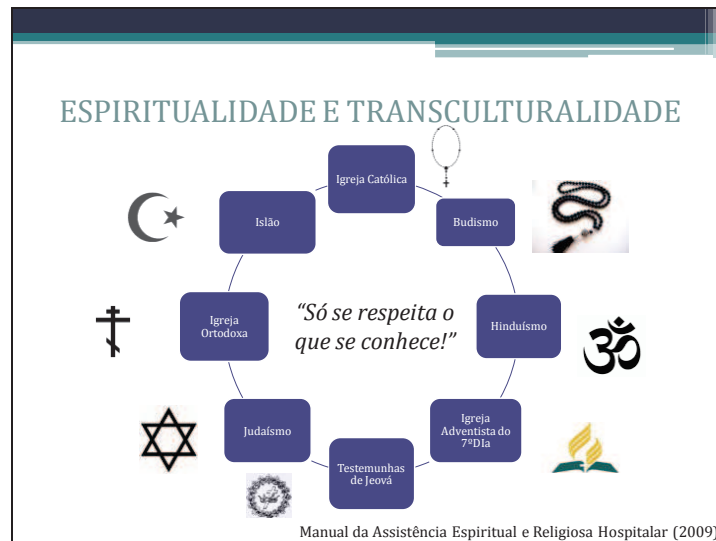 ESPIRITUALIDADE E TRANSCULTURALIDADE
Igreja Católica
Budismo
Hinduísmo
Igreja
Adventista do
7ºDIa
Testemunhas
de Jeová
Judaísmo
Igreja
Ortodoxa
Islão
“Só se respeita o
que se conhece!”
Manual da Assistência Espiritual e Religiosa Hospitalar (2009)